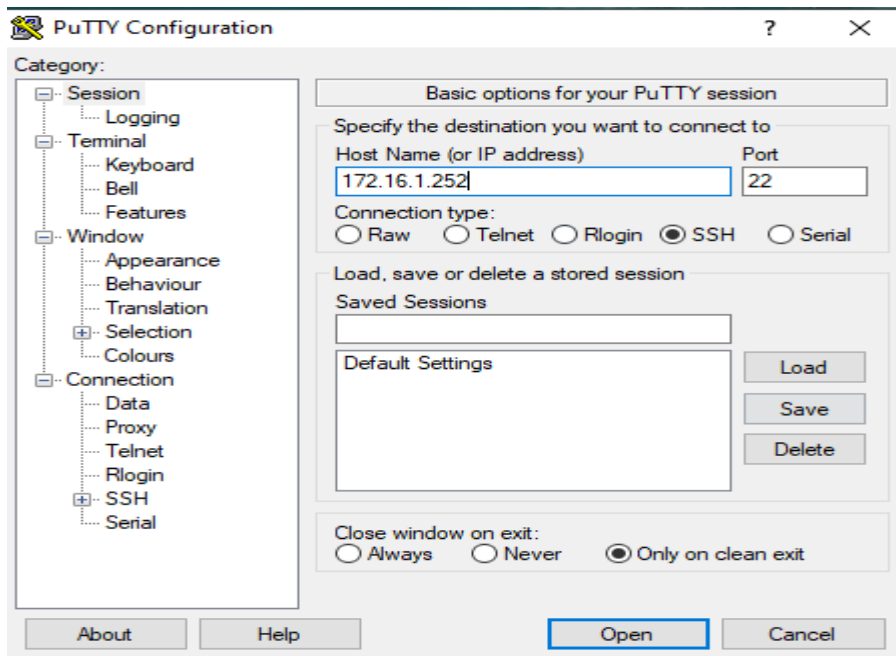 PuTTY Configuration
?
Category:
Session
Logging
Terminal
Keyboard
Bell
Features
Window
Appearance
Behaviour
Translation
Selection
Colours
Connection
Data
Proxy
Telnet
Rlogin
SSH
Serial
Basic options for your PuTTY session
Specify the destination you want to connect to
Host Name (or IP address) Port
172.16.1.252 22
Connection type:
Raw Telnet Rlogin SSH Serial
Load, save or delete a stored session
Saved Sessions
Default Settings
Load
Save
Delete
Close window on exit:
Always Never Only on clean exit
About Help Open Cancel